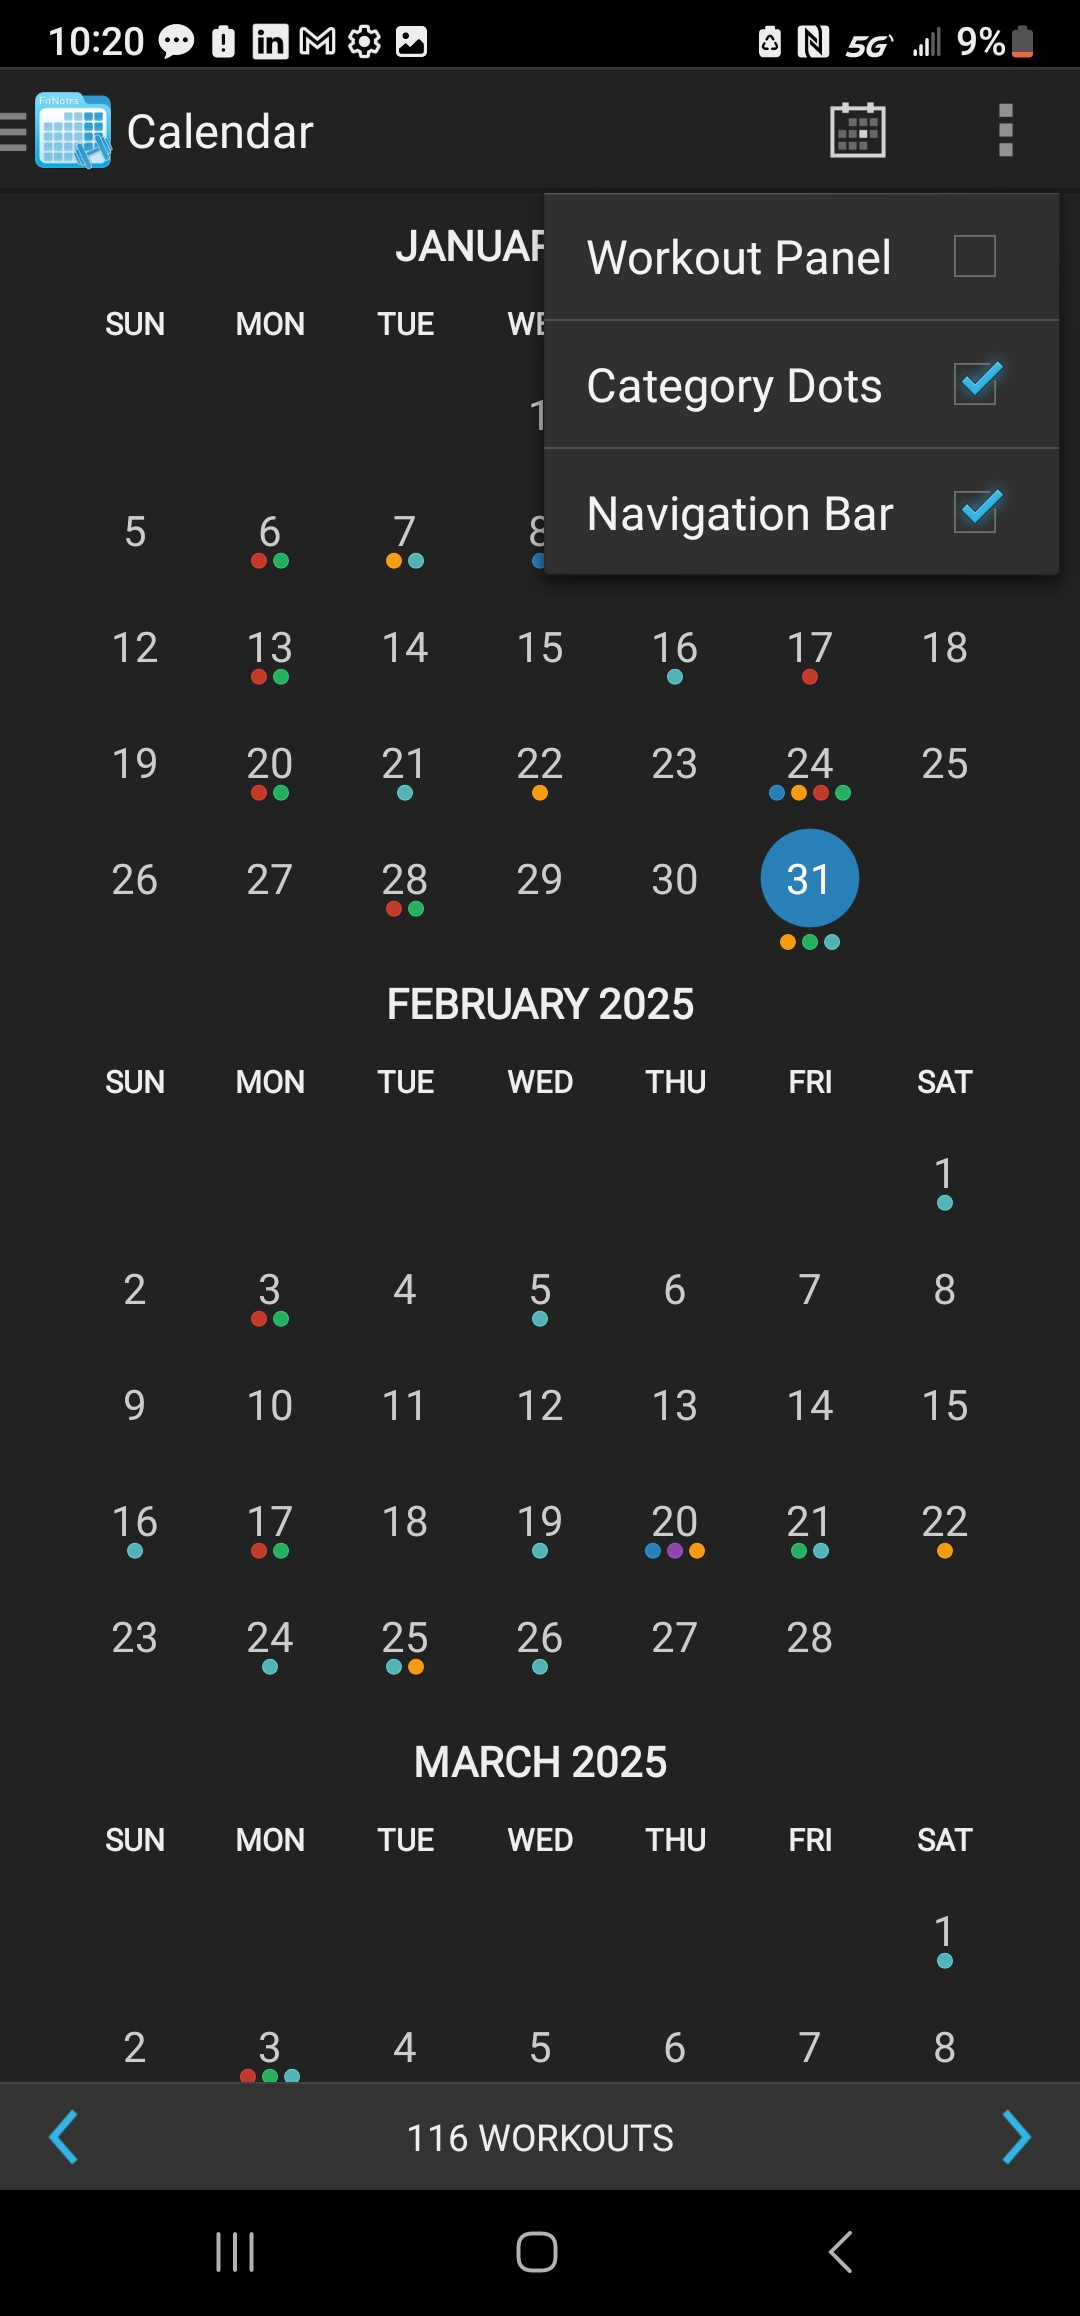 10:20 5G 9%
FitNotes
Calendar
JANUAR
Workout Panel
Category Dots
Navigation Bar
SUN MON TUE WE
1
5 6 7 8
12 13 14 15 16 17 18
19 20 21 22 23 24 25
26 27 28 29 30 31
FEBRUARY 2025
SUN MON TUE WED THU FRI SAT
1
2 3 4 5 6 7 8
9 10 11 12 13 14 15
16 17 18 19 20 21 22
23 24 25 26 27 28
MARCH 2025
SUN MON TUE WED THU FRI SAT
1
2 3 4 5 6 7 8
116 WORKOUTS